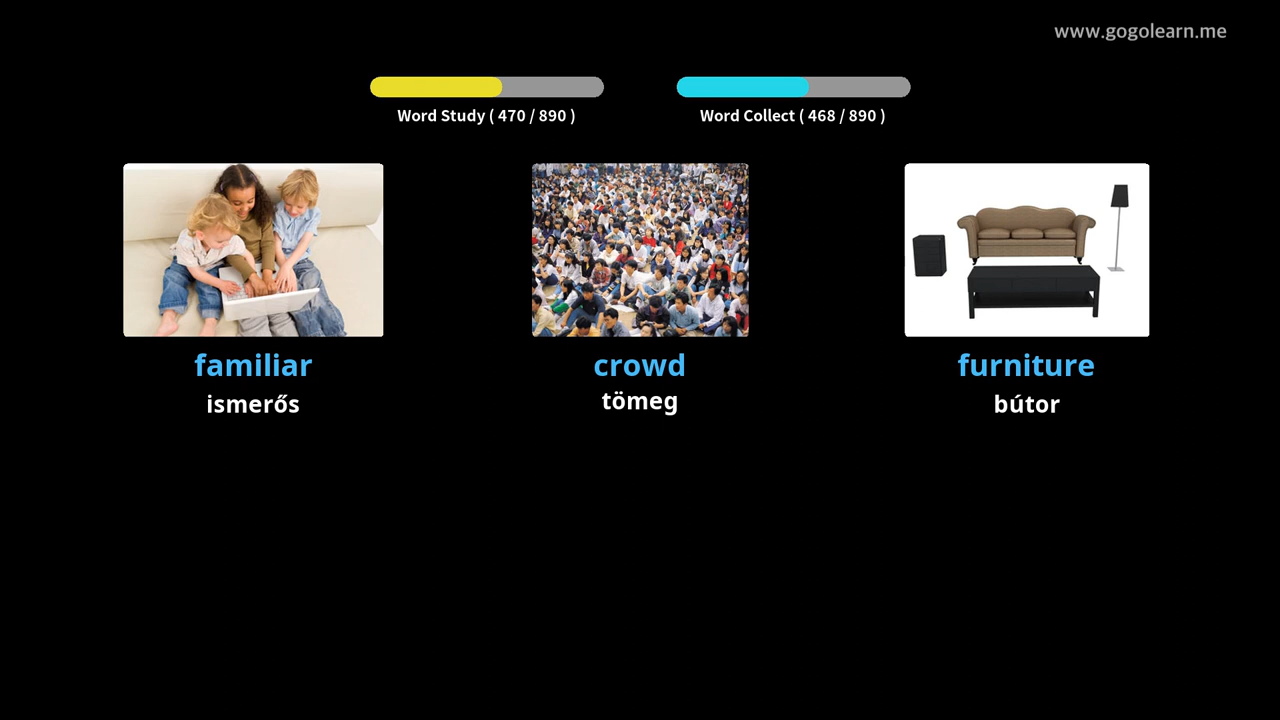 www.gogolearn.me
Word Study ( 470 / 890 )
Word Collect ( 468 / 890 )
familiar
ismerős
crowd
tömeg
furniture
bútor